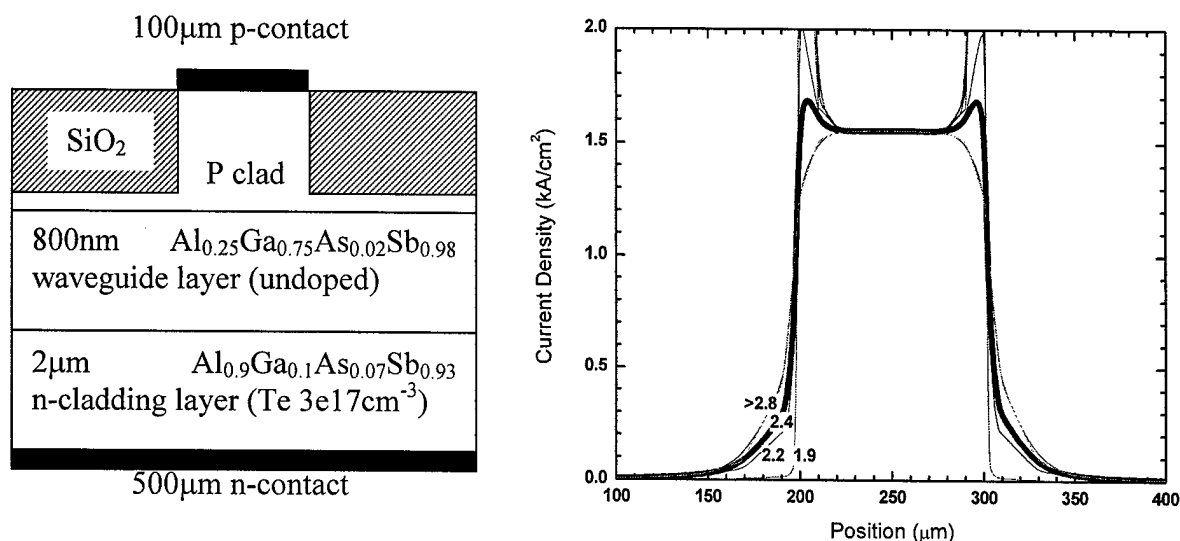 100μm p-contact
SiO₂
P clad
800nm Al₀.₂₅Ga₀.₇₅As₀.₀₂Sb₀.₉₈
waveguide layer (undoped)
2μm Al₀.₉Ga₀.₁As₀.₀₇Sb₀.₉₃
n-cladding layer (Te 3e17cm⁻³)
500μm n-contact
2.0
1.5
1.0
0.5
0.0
Current Density (kA/cm²)
>2.8
2.4
2.2 1.9
100 150 200 250 300 350 400
Position (μm)